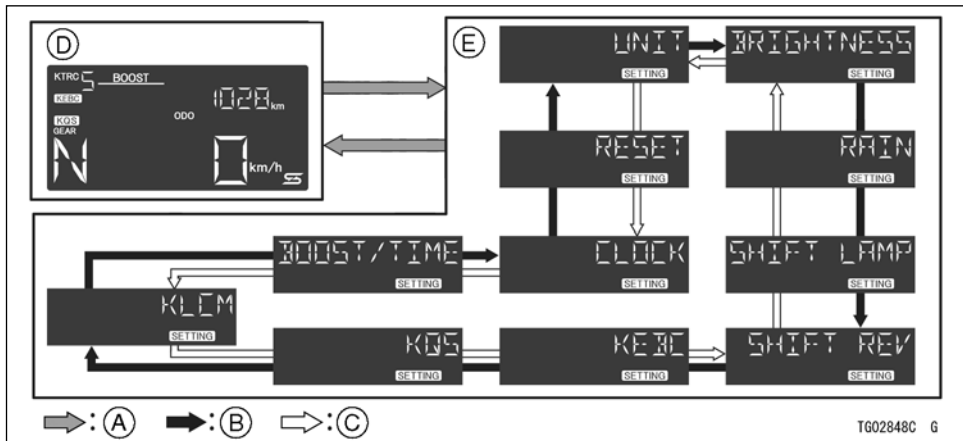 D
KTRC S BOOST
KEBC
1028 km
ODO
KQS
GEAR
N
0 km/h
E
UNIT
SETTING
BRIGHTNESS
SETTING
RESET
SETTING
RAIN
SETTING
BOOST/TIME
SETTING
CLOCK
SETTING
SHIFT LAMP
SETTING
KLCM
SETTING
KQS
SETTING
KEBC
SETTING
SHIFT REV
SETTING
: A : B : C
TG02848C G